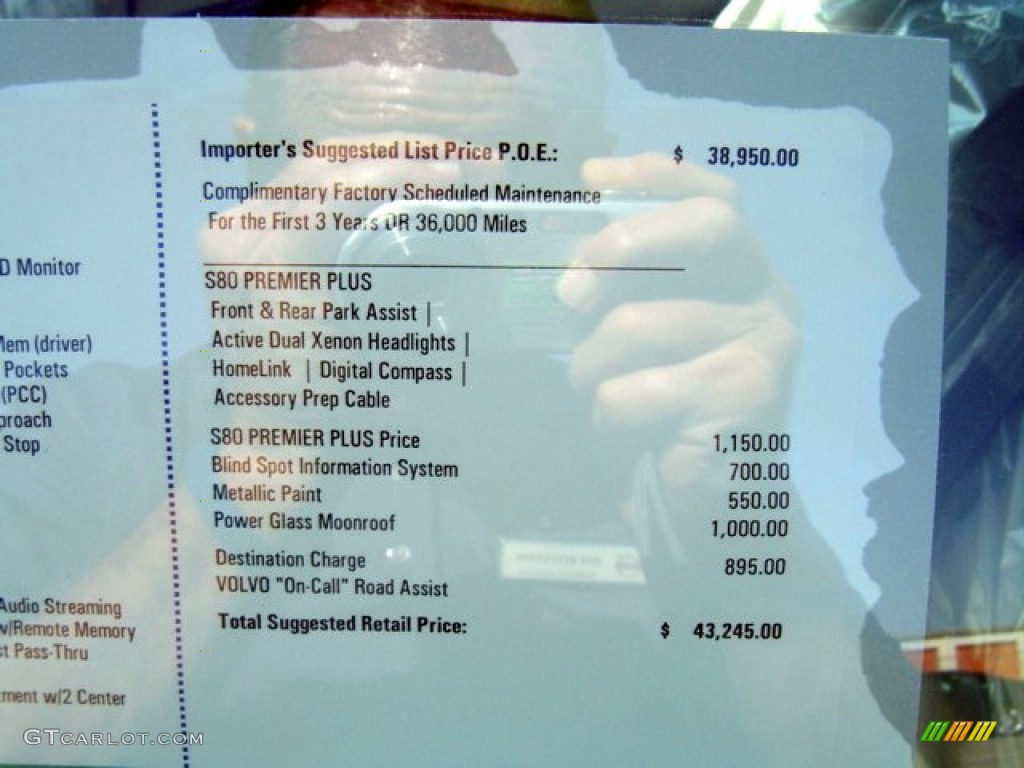 Importer's Suggested List Price P.O.E.: $ 38,950.00
Complimentary Factory Scheduled Maintenance
For the First 3 Years OR 36,000 Miles
D Monitor
S80 PREMIER PLUS
Front & Rear Park Assist |
Mem (driver)
Active Dual Xenon Headlights |
Pockets
HomeLink | Digital Compass |
(PCC)
Accessory Prep Cable
proach
Stop
S80 PREMIER PLUS Price 1,150.00
Blind Spot Information System 700.00
Metallic Paint 550.00
Power Glass Moonroof 1,000.00
Destination Charge 895.00
VOLVO "On-Call" Road Assist
Audio Streaming
w/Remote Memory
Total Suggested Retail Price: $ 43,245.00
st Pass-Thru
tment w/2 Center
GTCARLOT.COM